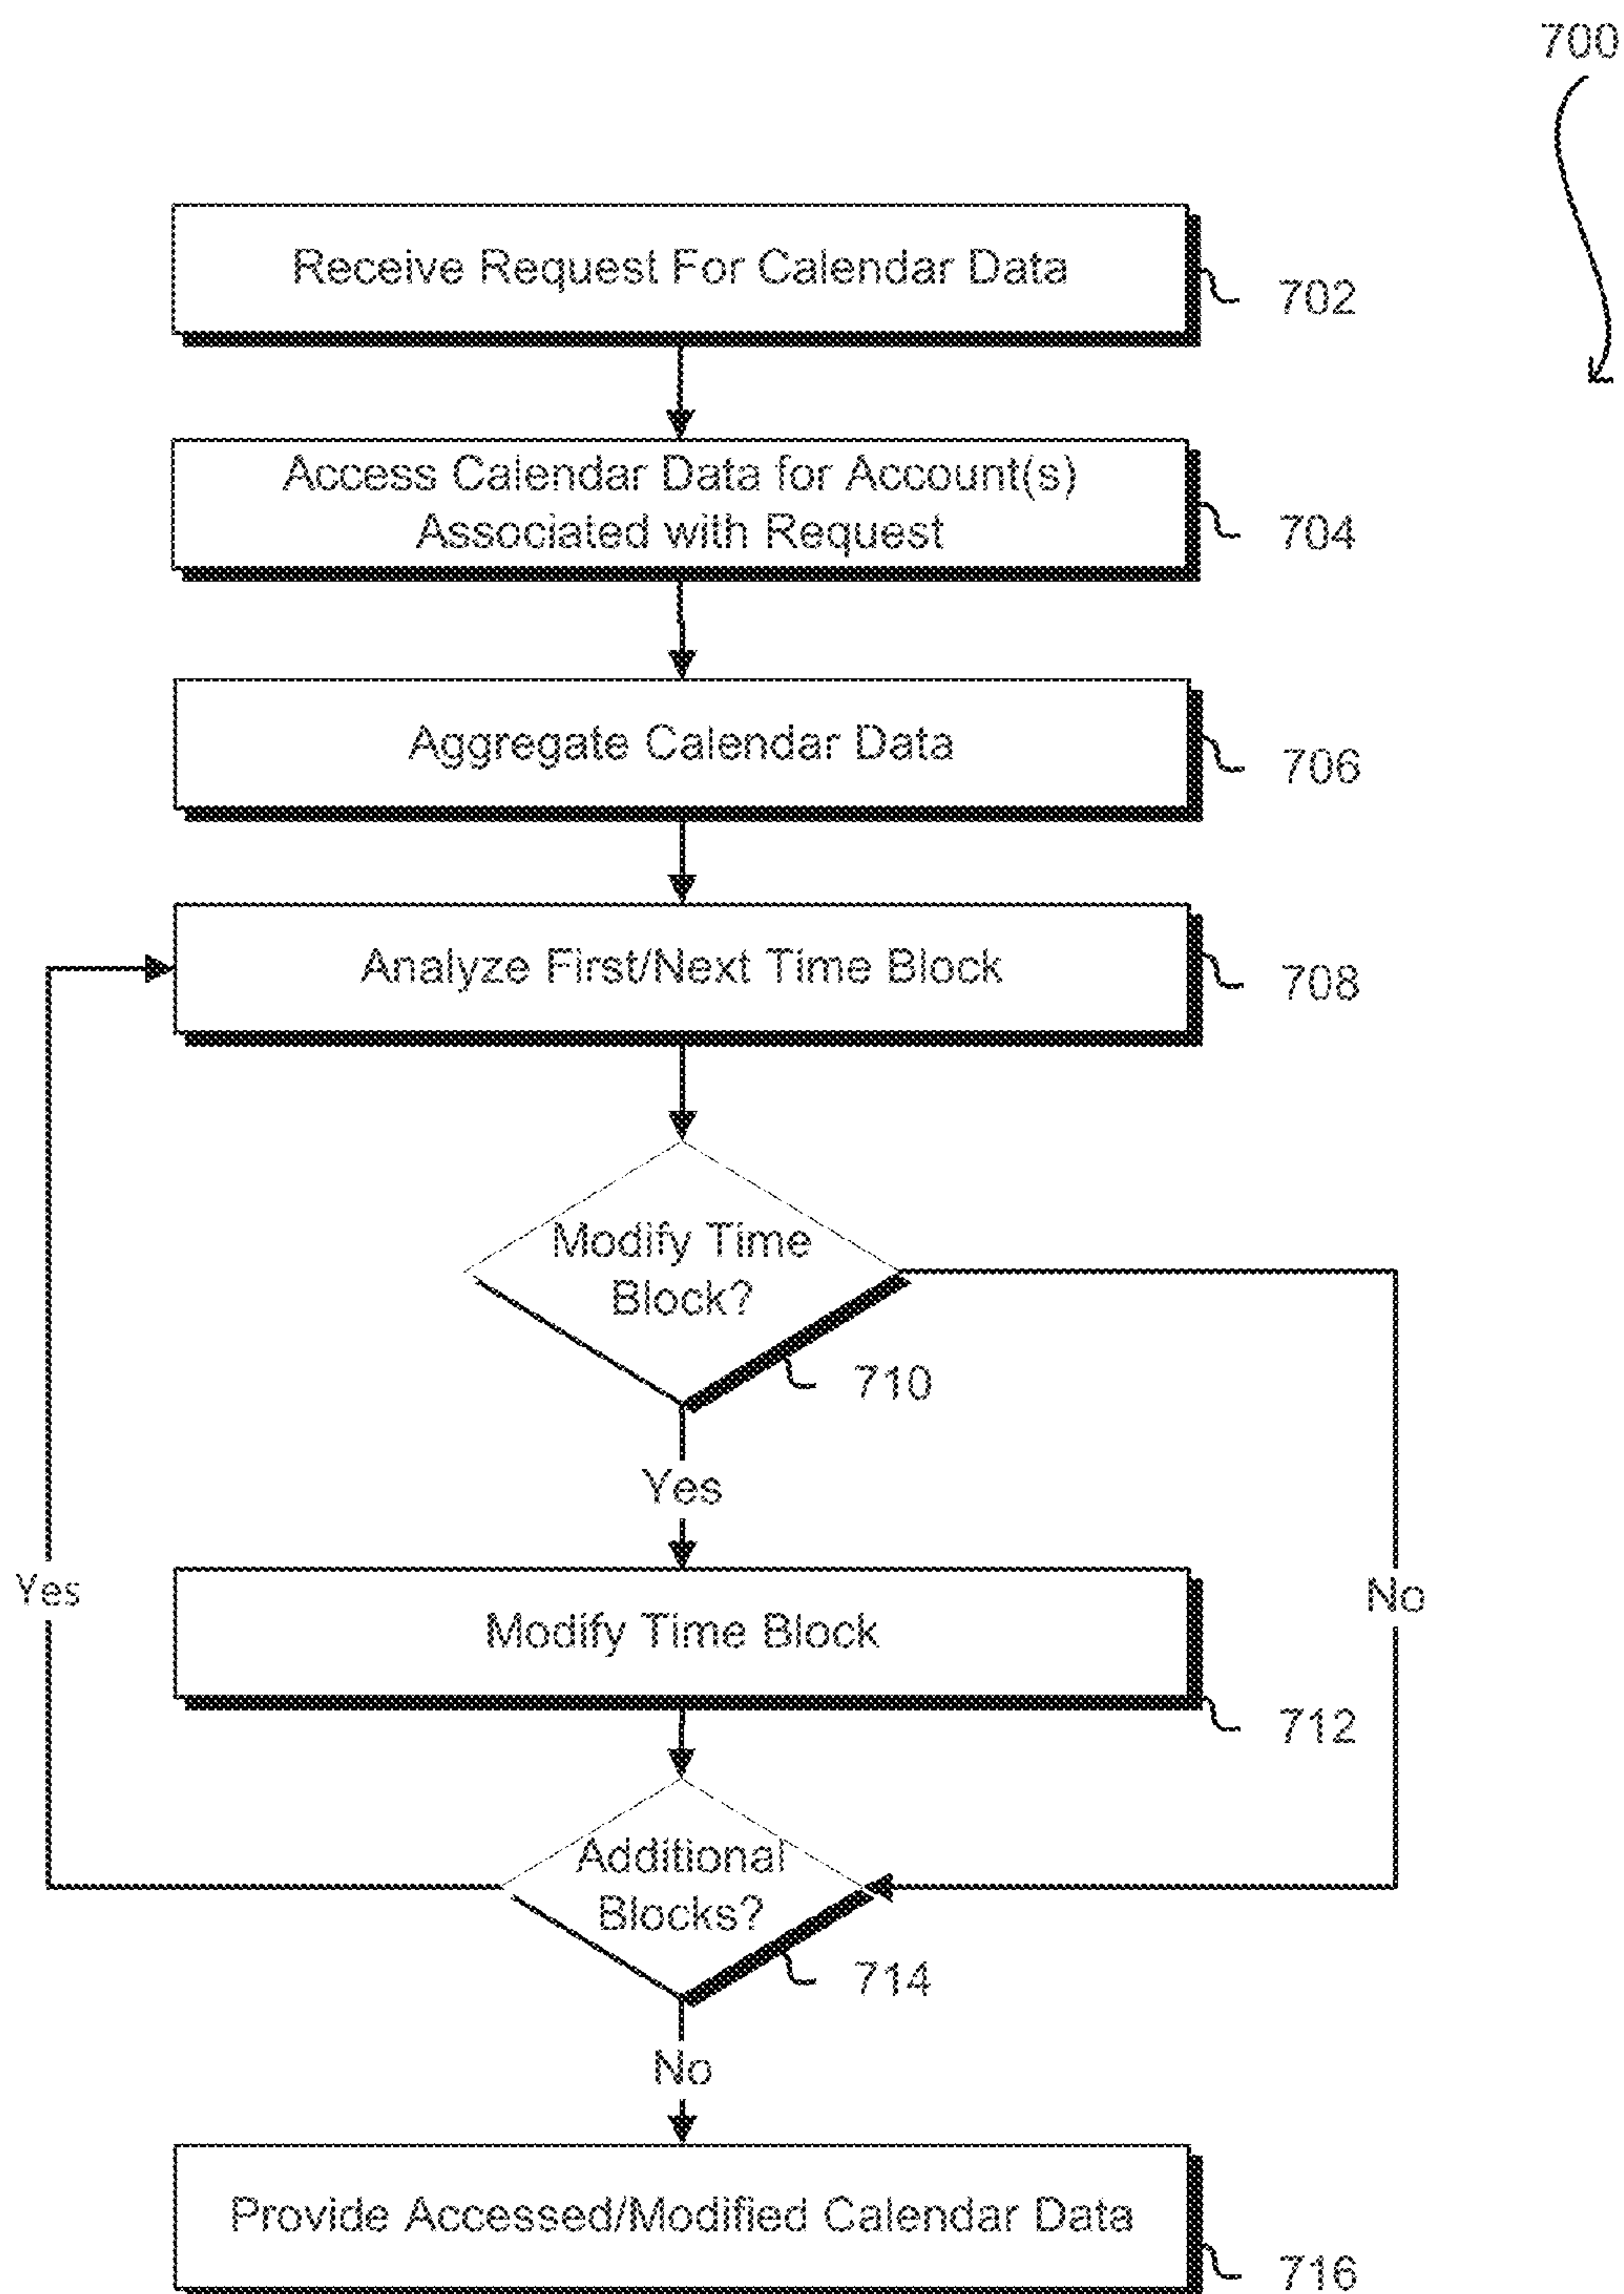 700
Receive Request For Calendar Data
702
Access Calendar Data for Account(s)
Associated with Request
704
Aggregate Calendar Data
706
Analyze First/Next Time Block
708
Modify Time
Block?
710
Yes
Yes
No
Modify Time Block
712
Additional
Blocks?
714
No
Provide Accessed/Modified Calendar Data
716